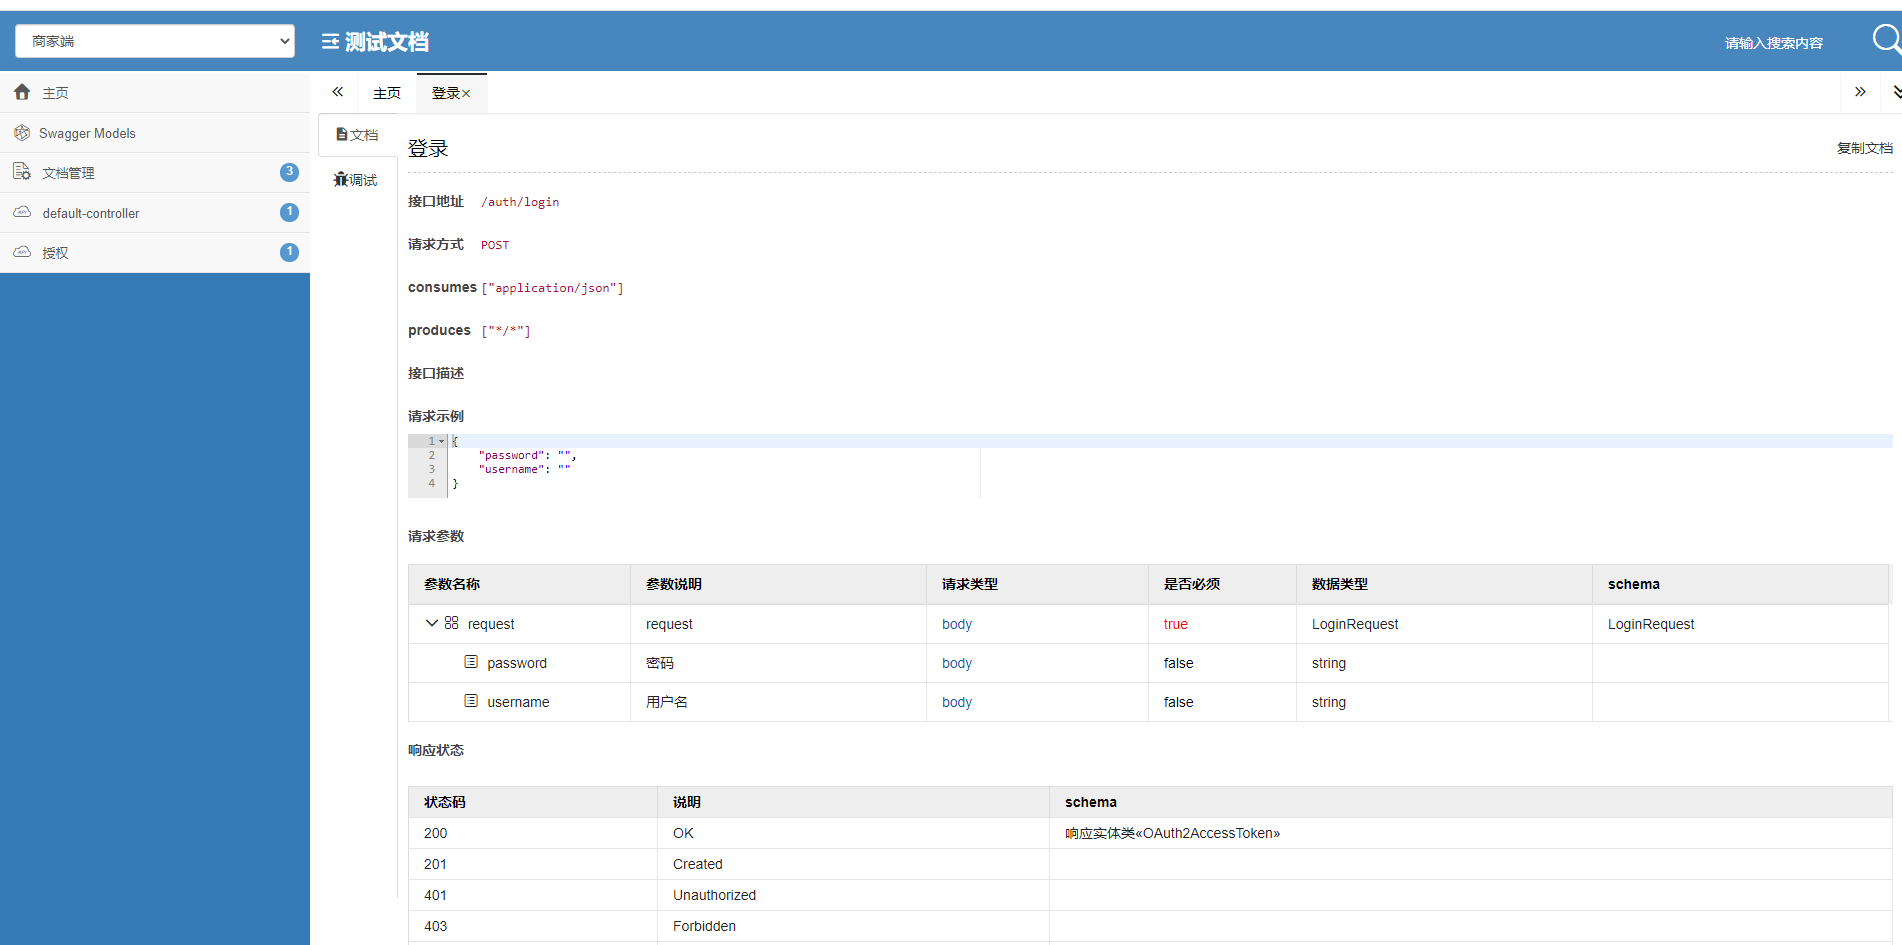 商家端
测试文档
请输入搜索内容
主页
Swagger Models
文档管理 3
default-controller 1
授权 1
主页 登录×
文档
调试
登录
复制文档
接口地址 /auth/login
请求方式 POST
consumes ["application/json"]
produces ["*/*"]
接口描述
请求示例
1 {
2 "password": "",
3 "username": ""
4 }
请求参数
参数名称 参数说明 请求类型 是否必须 数据类型 schema
request request body true LoginRequest LoginRequest
password 密码 body false string
username 用户名 body false string
响应状态
状态码 说明 schema
200 OK 响应实体类«OAuth2AccessToken»
201 Created
401 Unauthorized
403 Forbidden